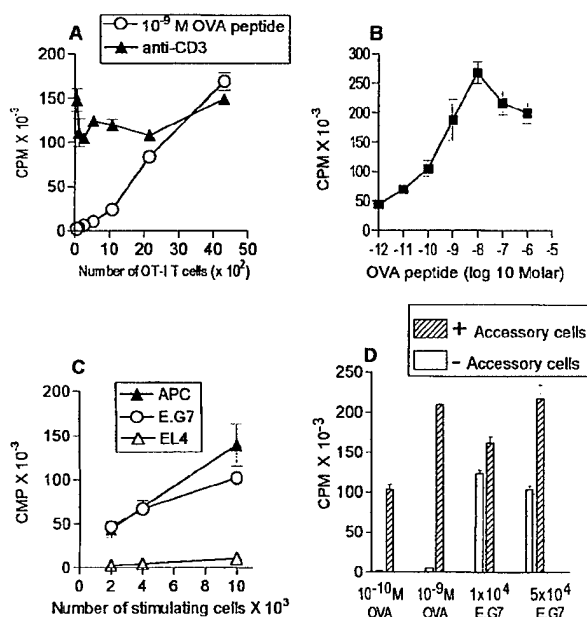 A
10⁻⁹ M OVA peptide
anti-CD3
CPM X 10⁻³
200
150
100
50
0
0 10 20 30 40 50
Number of OT-I T cells (x 10²)
B
CPM X 10⁻³
300
250
200
150
100
50
0
-12 -11 -10 -9 -8 -7 -6 -5
OVA peptide (log 10 Molar)
C
APC
E.G7
EL4
CMP X 10⁻³
200
150
100
50
0
0 2 4 6 8 10
Number of stimulating cells X 10³
D
+ Accessory cells
- Accessory cells
CPM X 10⁻³
250
200
150
100
50
0
10⁻¹⁰M 10⁻⁹M 1x10⁴ 5x10⁴
OVA OVA E.G7 E.G7